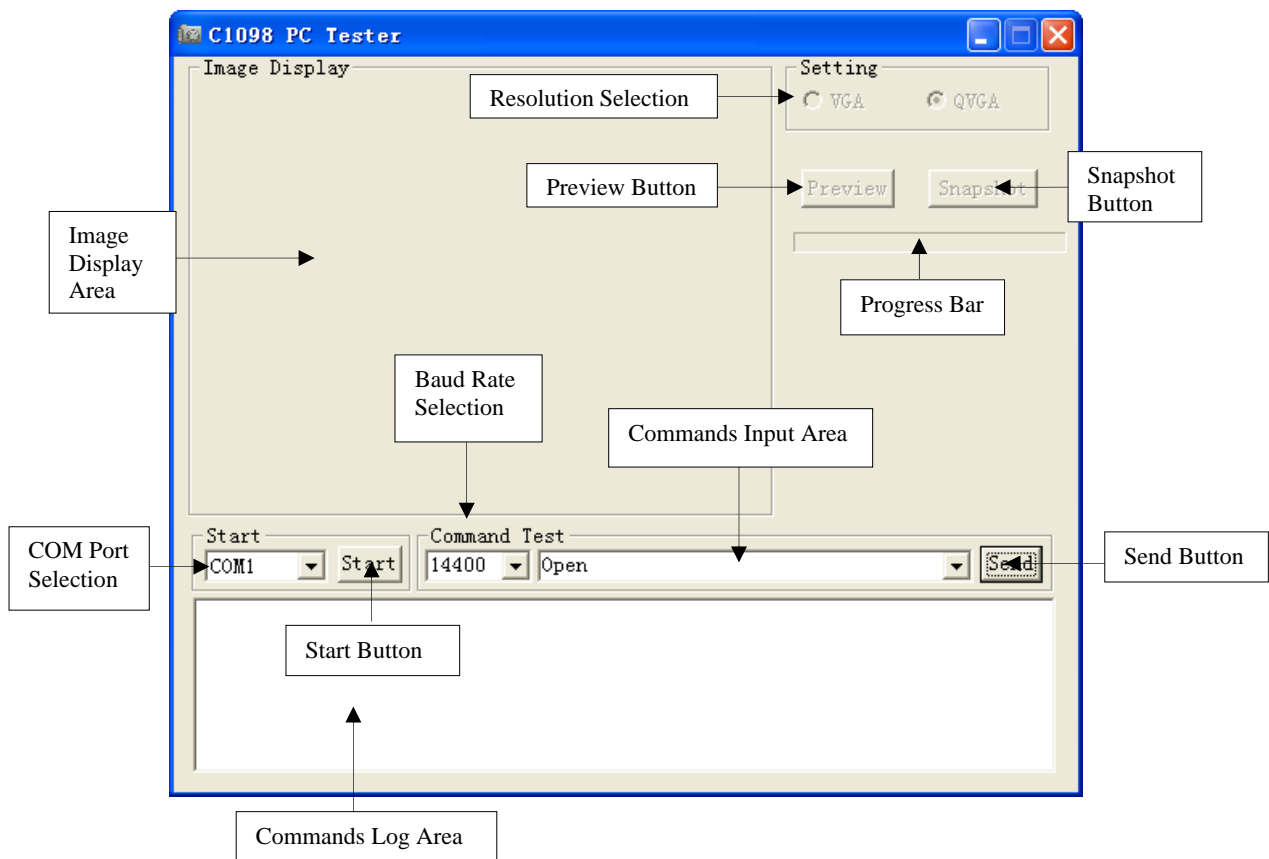 C1098 PC Tester
Image Display
Setting
Resolution Selection
VGA
QVGA
Preview Button
Preview
Snapshot
Snapshot
Button
Image
Display
Area
Progress Bar
Baud Rate
Selection
Commands Input Area
COM Port
Selection
Start
COM1
Start
Command Test
14400
Open
Send
Send Button
Start Button
Commands Log Area